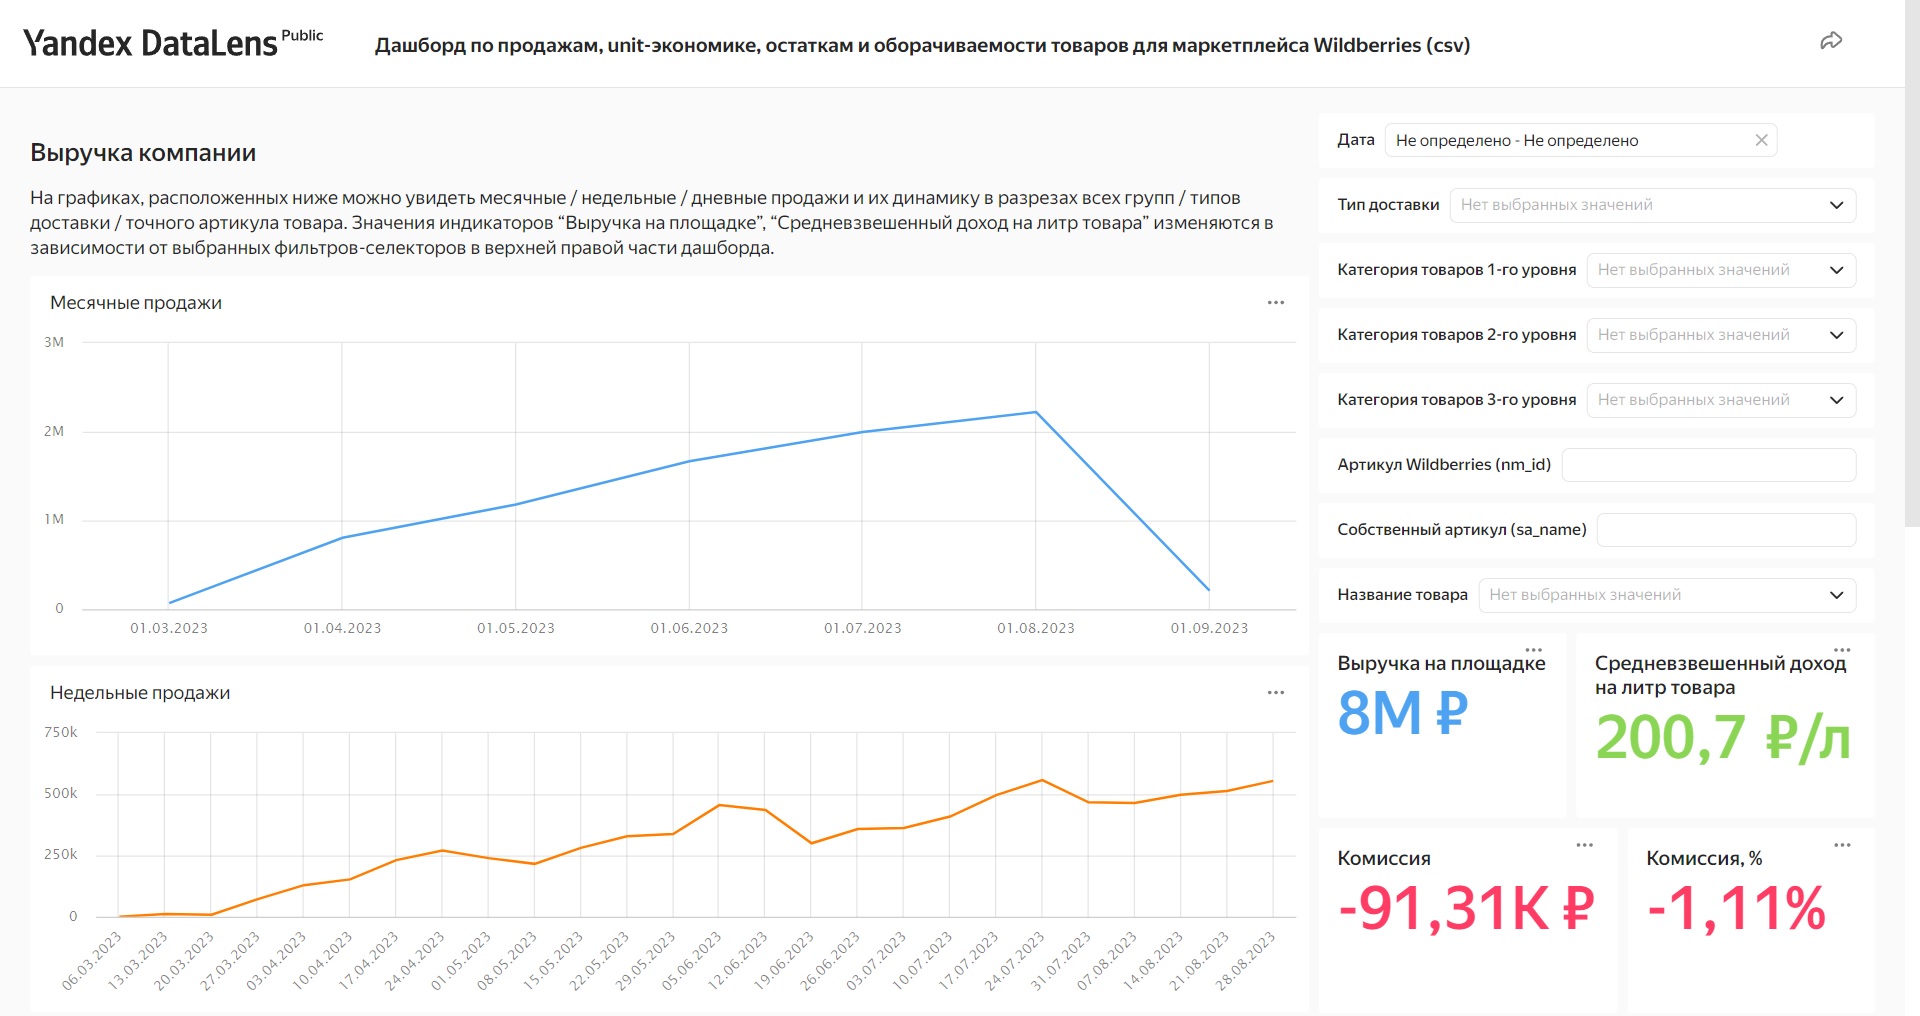 Yandex DataLens Public
Дашборд по продажам, unit-экономике, остаткам и оборачиваемости товаров для маркетплейса Wildberries (csv)
Выручка компании
На графиках, расположенных ниже можно увидеть месячные / недельные / дневные продажи и их динамику в разрезах всех групп / типов
доставки / точного артикула товара. Значения индикаторов “Выручка на площадке”, “Средневзвешенный доход на литр товара” изменяются в
зависимости от выбранных фильтров-селекторов в верхней правой части дашборда.
Месячные продажи
3M
2M
1M
0
01.03.2023 01.04.2023 01.05.2023 01.06.2023 01.07.2023 01.08.2023 01.09.2023
Недельные продажи
750k
500k
250k
0
06.03.2023 13.03.2023 20.03.2023 27.03.2023 03.04.2023 10.04.2023 17.04.2023 24.04.2023 01.05.2023 08.05.2023 15.05.2023 22.05.2023 29.05.2023 05.06.2023 12.06.2023 19.06.2023 26.06.2023 03.07.2023 10.07.2023 17.07.2023 24.07.2023 31.07.2023 07.08.2023 14.08.2023 21.08.2023 28.08.2023
Дата Не определено - Не определено
Тип доставки Нет выбранных значений
Категория товаров 1-го уровня Нет выбранных значений
Категория товаров 2-го уровня Нет выбранных значений
Категория товаров 3-го уровня Нет выбранных значений
Артикул Wildberries (nm_id)
Собственный артикул (sa_name)
Название товара Нет выбранных значений
Выручка на площадке
8M ₽
Средневзвешенный доход
на литр товара
200,7 ₽/л
Комиссия
-91,31K ₽
Комиссия, %
-1,11%